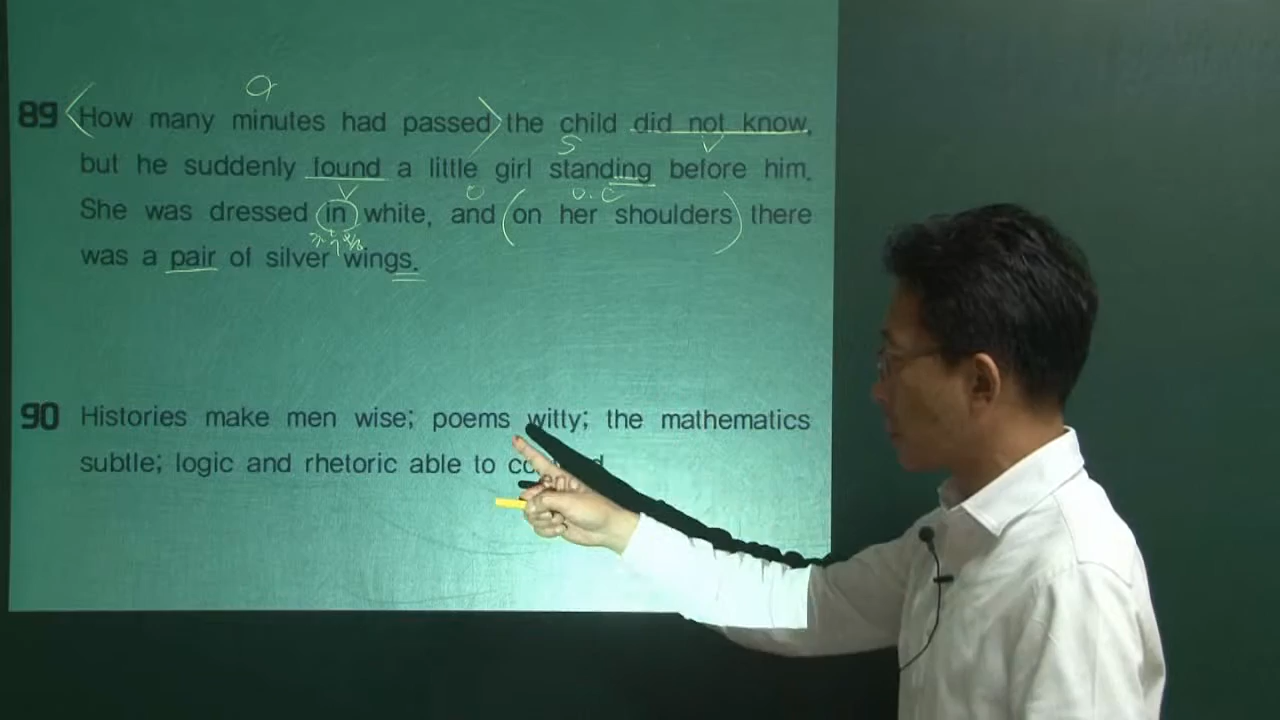 89 How many minutes had passed the child did not know,
but he suddenly found a little girl standing before him.
She was dressed in white, and on her shoulders there
was a pair of silver wings.
90 Histories make men wise; poems witty; the mathematics
subtle; logic and rhetoric able to